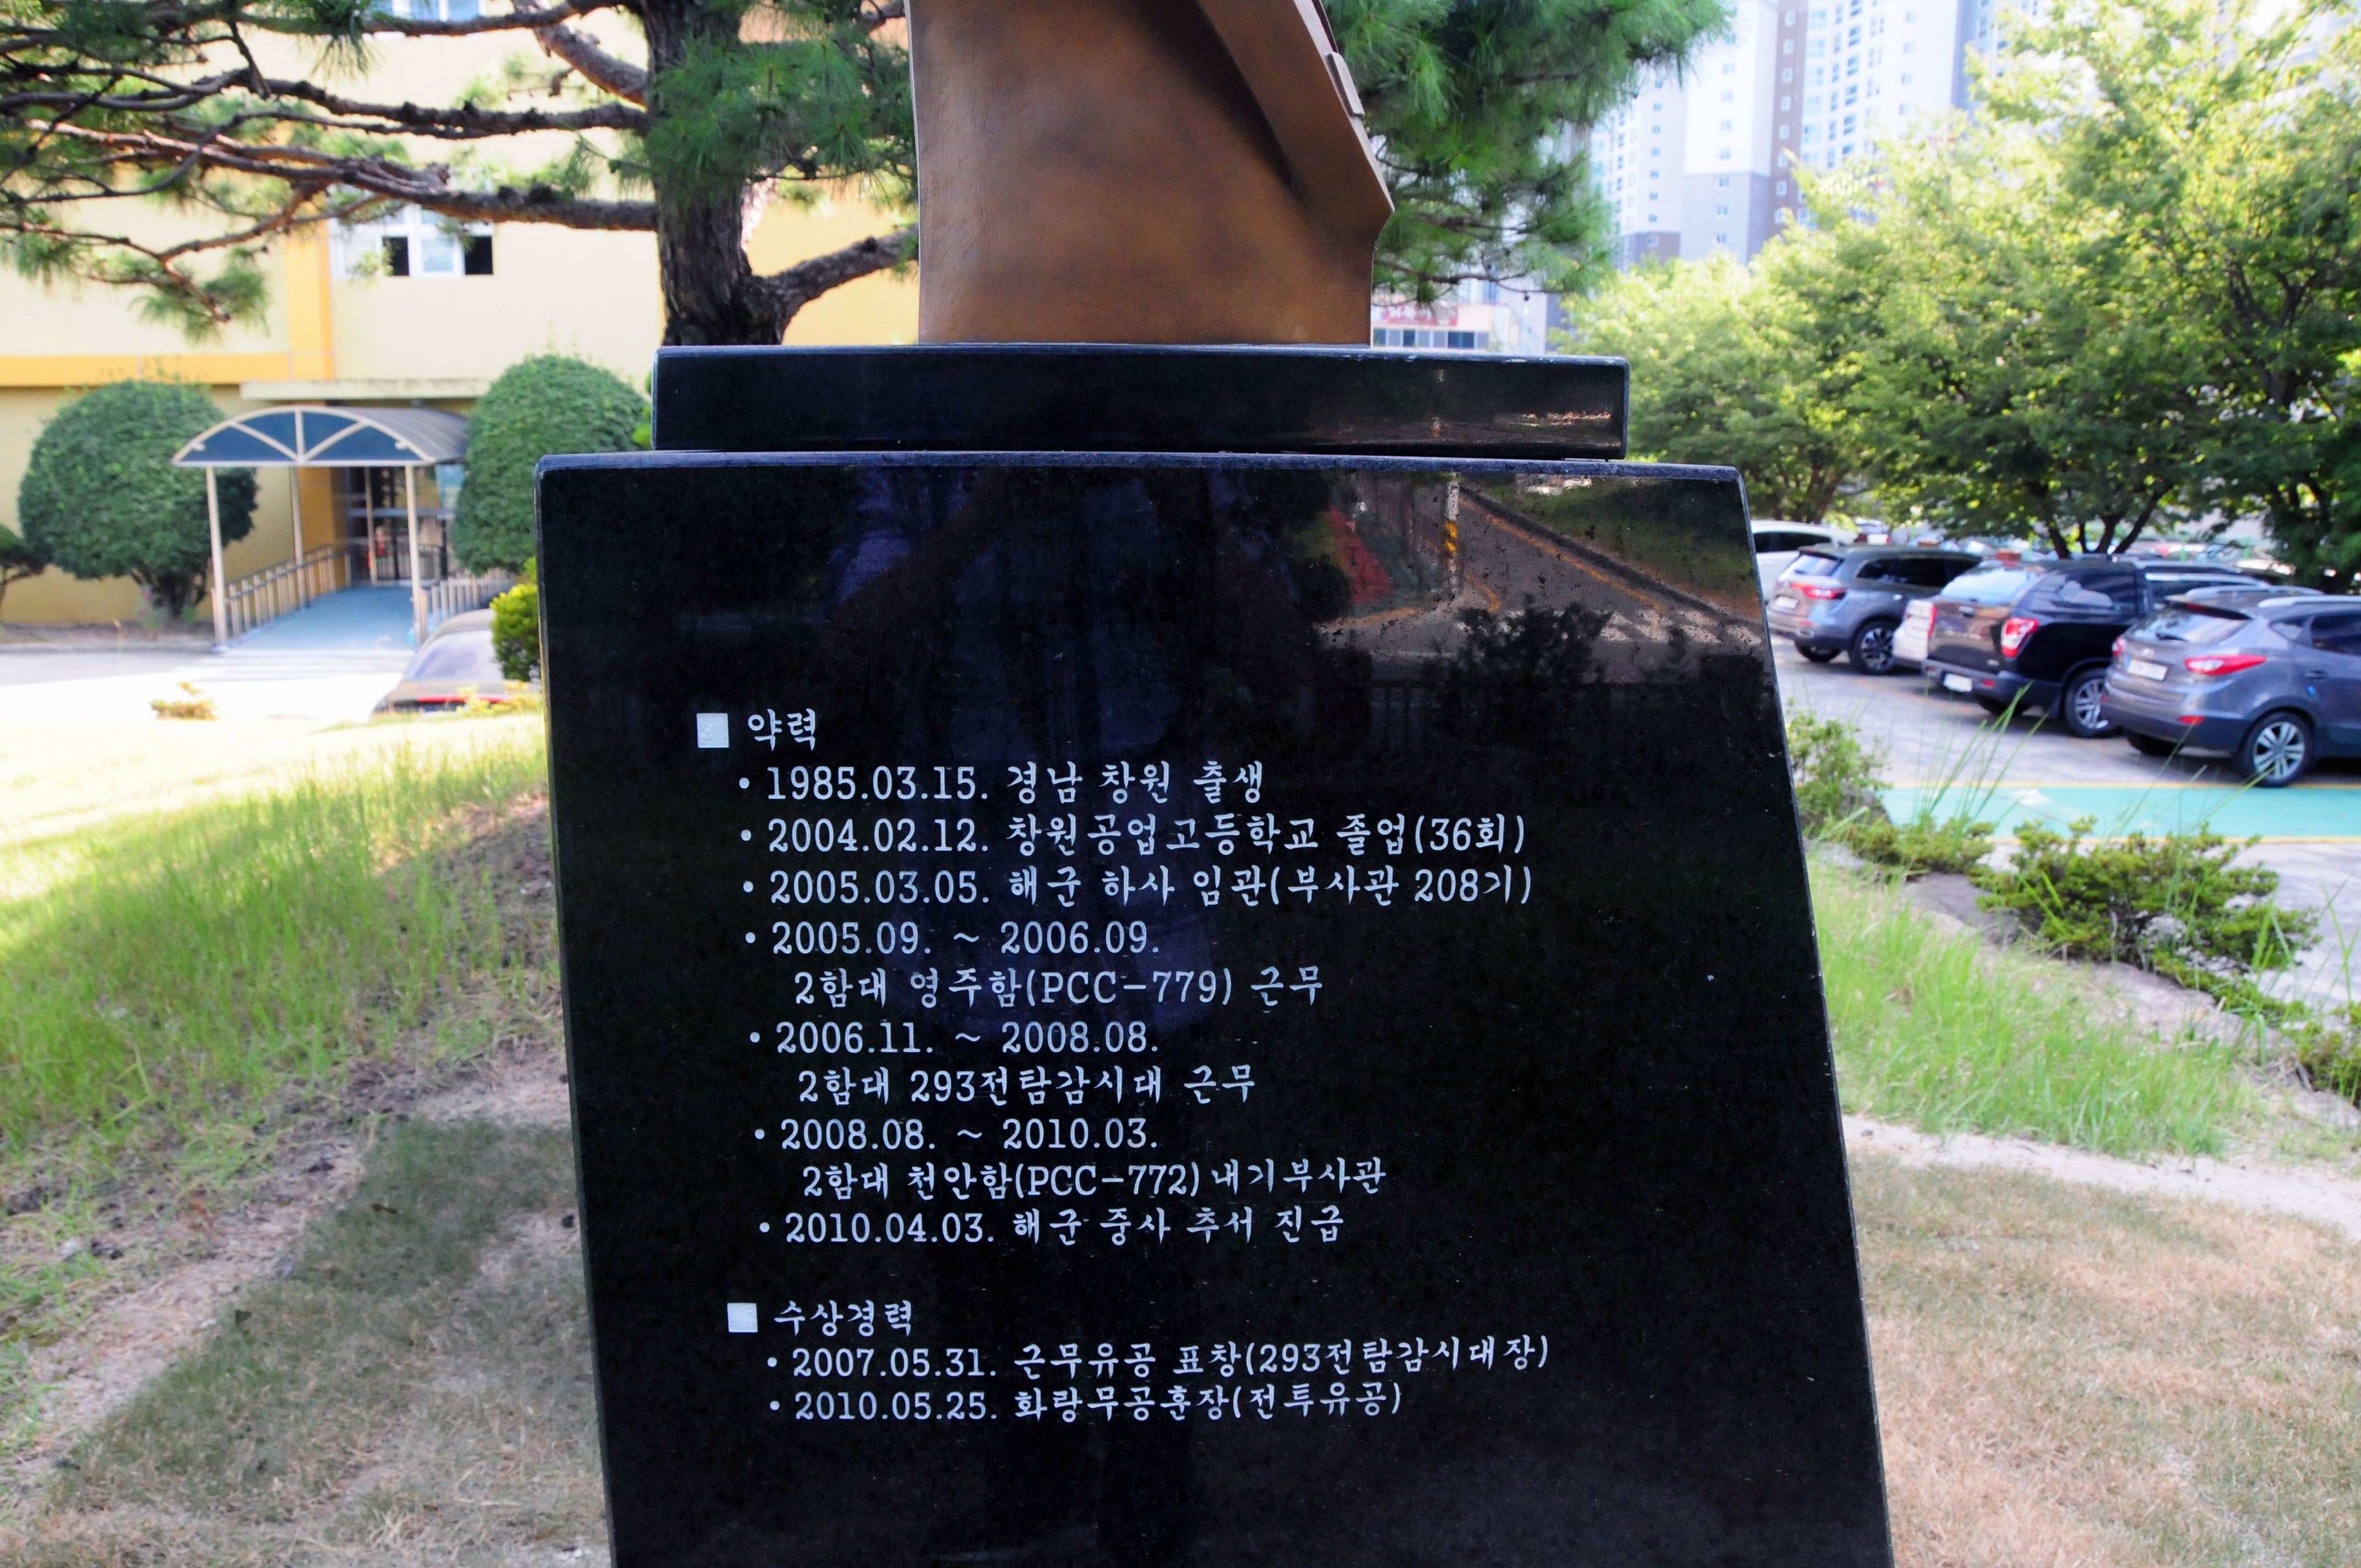 ■ 약력
• 1985.03.15. 경남 창원 출생
• 2004.02.12. 창원공업고등학교 졸업(36회)
• 2005.03.05. 해군 하사 임관(부사관 208기)
• 2005.09. ~ 2006.09.
2함대 영주함(PCC-779) 근무
• 2006.11. ~ 2008.08.
2함대 293전탐감시대 근무
• 2008.08. ~ 2010.03.
2함대 천안함(PCC-772) 내기부사관
• 2010.04.03. 해군 중사 추서 진급
■ 수상경력
• 2007.05.31. 근무유공 표창(293전탐감시대장)
• 2010.05.25. 화랑무공훈장(전투유공)